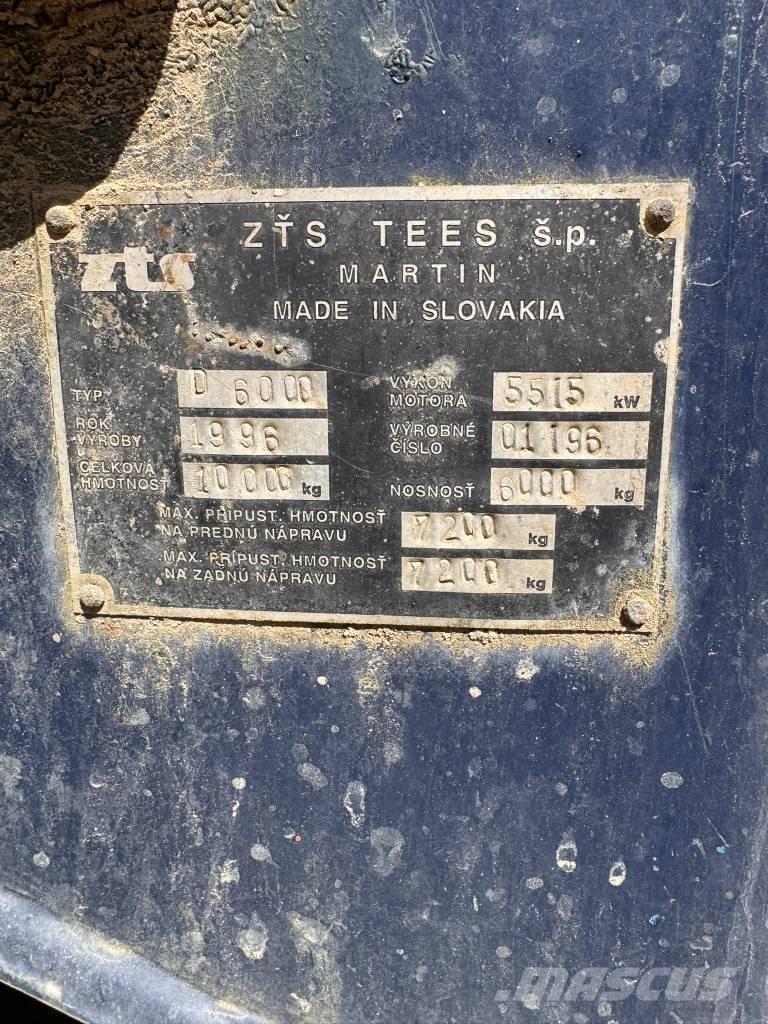 ZŤS TEES š.p.
zts
MARTIN
MADE IN SLOVAKIA
TYP D 6000
VÝKON MOTORA 5515 kW
ROK VÝROBY 1996
VÝROBNÉ ČÍSLO 01196
CELKOVÁ HMOTNOSŤ 10000 kg
NOSNOSŤ 6000 kg
MAX. PRÍPUST. HMOTNOSŤ
NA PREDNÚ NÁPRAVU 7200 kg
MAX. PRÍPUST. HMOTNOSŤ
NA ZADNÚ NÁPRAVU 7200 kg
MASCUS